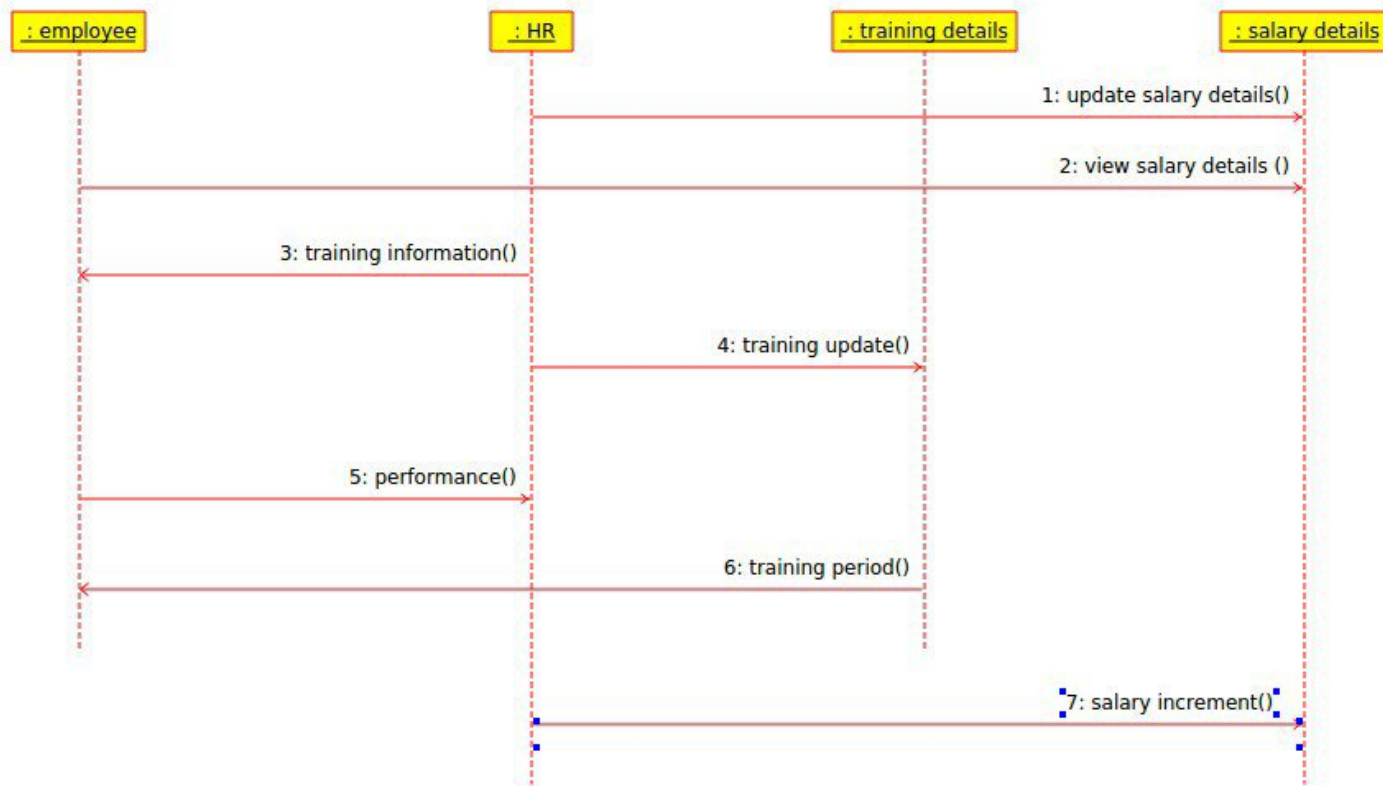 : employee
: HR
: training details
: salary details
1: update salary details()
2: view salary details ()
3: training information()
4: training update()
5: performance()
6: training period()
7: salary increment()